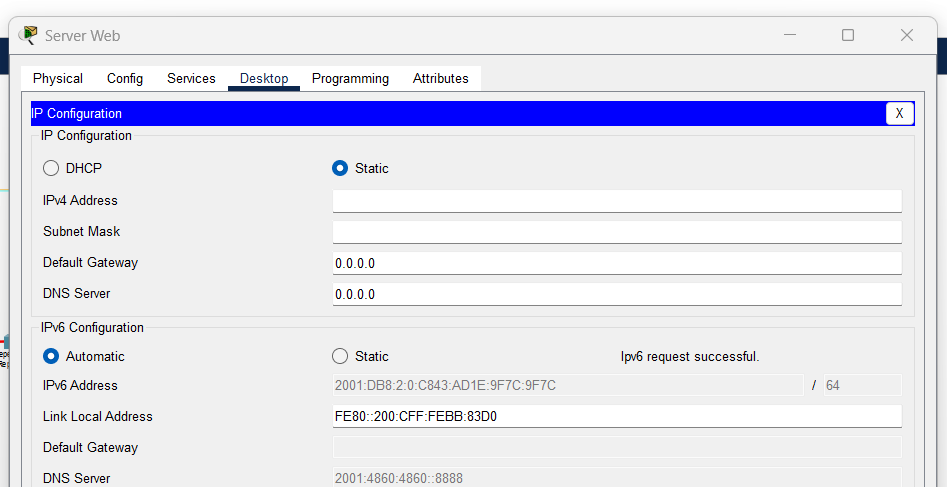 Server Web
Physical Config Services Desktop Programming Attributes
IP Configuration X
IP Configuration
DHCP Static
IPv4 Address
Subnet Mask
Default Gateway 0.0.0.0
DNS Server 0.0.0.0
IPv6 Configuration
Automatic Static Ipv6 request successful.
IPv6 Address 2001:DB8:2:0:C843:AD1E:9F7C:9F7C / 64
Link Local Address FE80::200:CFF:FEBB:83D0
Default Gateway
DNS Server 2001:4860:4860::8888